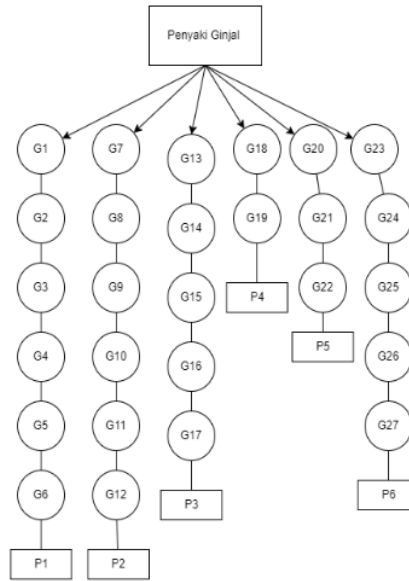 Penyaki Ginjal
G1 G7 G13 G18 G20 G23
G2 G8 G14 G19 G21 G24
G3 G9 G15 P4 G22 G25
G4 G10 G16 P5 G26
G5 G11 G17 G27
G6 G12 P3 P6
P1 P2